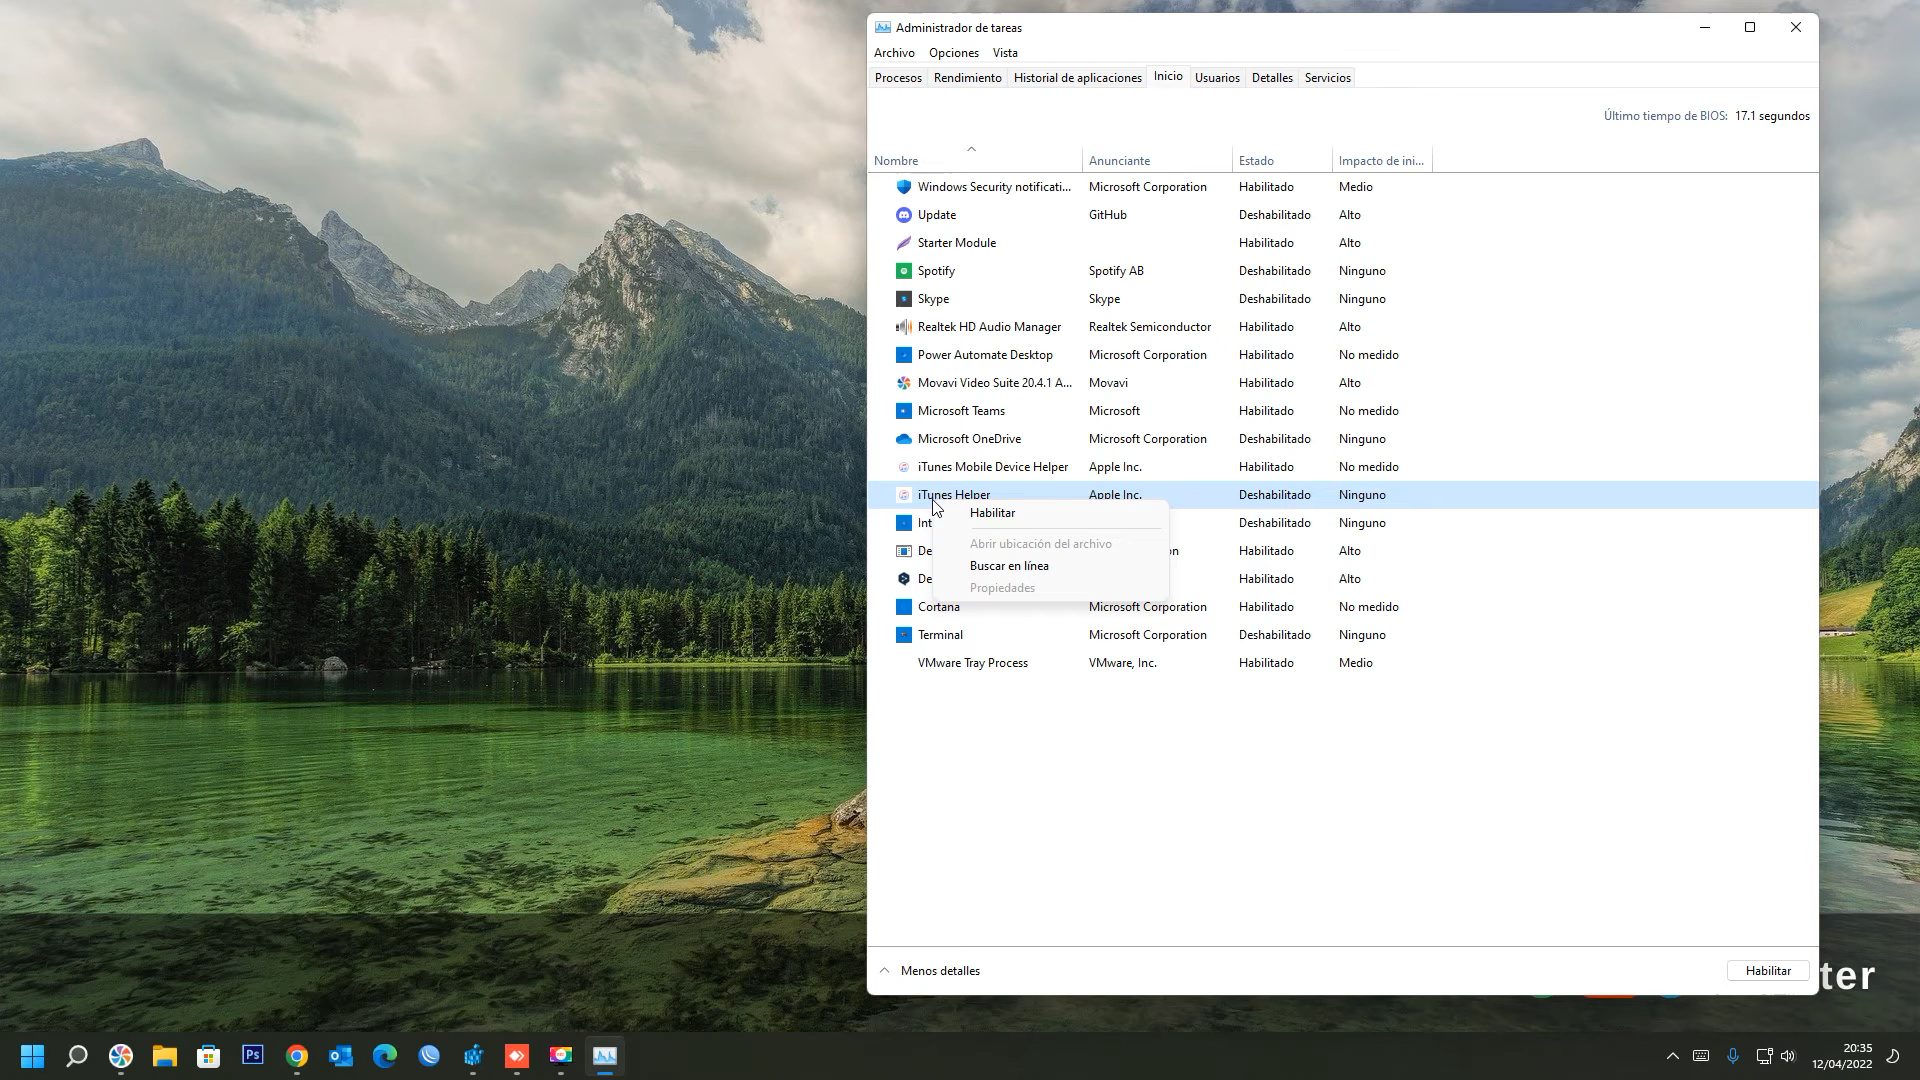 Administrador de tareas
Archivo Opciones Vista
Procesos Rendimiento Historial de aplicaciones Inicio Usuarios Detalles Servicios
Último tiempo de BIOS: 17.1 segundos
Nombre Anunciante Estado Impacto de ini...
Windows Security notificati... Microsoft Corporation Habilitado Medio
Update GitHub Deshabilitado Alto
Starter Module Habilitado Alto
Spotify Spotify AB Deshabilitado Ninguno
Skype Skype Deshabilitado Ninguno
Realtek HD Audio Manager Realtek Semiconductor Habilitado Alto
Power Automate Desktop Microsoft Corporation Habilitado No medido
Movavi Video Suite 20.4.1 A... Movavi Habilitado Alto
Microsoft Teams Microsoft Habilitado No medido
Microsoft OneDrive Microsoft Corporation Deshabilitado Ninguno
iTunes Mobile Device Helper Apple Inc. Habilitado No medido
iTunes Helper Apple Inc. Deshabilitado Ninguno
Habilitar
Int Deshabilitado Ninguno
Abrir ubicación del archivo
De on Habilitado Alto
Buscar en línea
De Habilitado Alto
Propiedades
Cortana Microsoft Corporation Habilitado No medido
Terminal Microsoft Corporation Deshabilitado Ninguno
VMware Tray Process VMware, Inc. Habilitado Medio
Menos detalles Habilitar
ter
Ps
20:35
12/04/2022